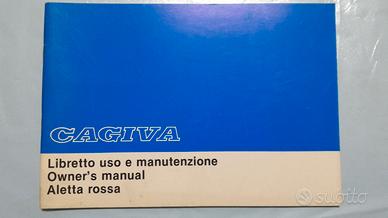 CAGIVA
Libretto uso e manutenzione
Owner's manual
Aletta rossa
subito